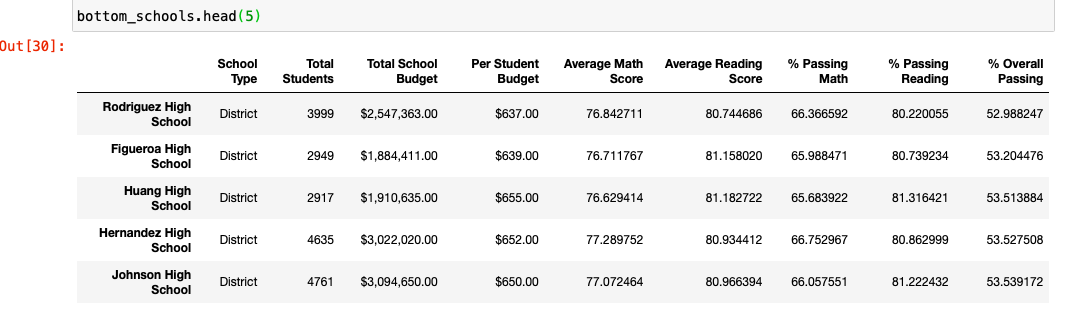 bottom_schools.head(5)
Out[30]:
School Type Total Students Total School Budget Per Student Budget Average Math Score Average Reading Score % Passing Math % Passing Reading % Overall Passing
Rodriguez High School District 3999 $2,547,363.00 $637.00 76.842711 80.744686 66.366592 80.220055 52.988247
Figueroa High School District 2949 $1,884,411.00 $639.00 76.711767 81.158020 65.988471 80.739234 53.204476
Huang High School District 2917 $1,910,635.00 $655.00 76.629414 81.182722 65.683922 81.316421 53.513884
Hernandez High School District 4635 $3,022,020.00 $652.00 77.289752 80.934412 66.752967 80.862999 53.527508
Johnson High School District 4761 $3,094,650.00 $650.00 77.072464 80.966394 66.057551 81.222432 53.539172